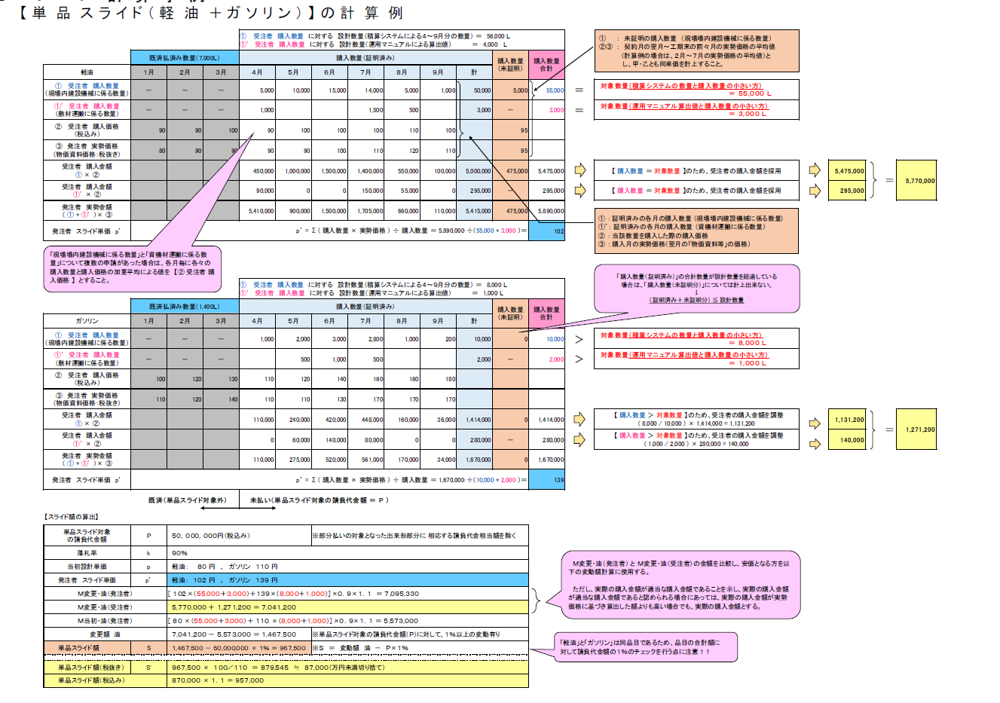 【単品スライド（軽油＋ガソリン）】の計算例
① 受注者 購入数量 に対する 設計数量(積算システムによる4～9月分の数量) ＝ 56,000 L
①' 受注者 購入数量 に対する 設計数量(運用マニュアルによる算出値) ＝ 4,000 L
既済払済み数量(7,000L) 購入数量(証明済み) 購入数量(未証明) 購入数量合計
軽油 1月 2月 3月 4月 5月 6月 7月 8月 9月 計
① 受注者 購入数量(現場場内建設機械に係る数量) － － － 5,000 10,000 15,000 14,000 5,000 1,000 50,000 5,000 55,000 ＝
①' 受注者 購入数量(敷材運搬に係る数量) － － － 1,000 1,500 500 3,000 － 3,000 ＝
② 受注者 購入価格(税込み) 90 90 100 90 100 100 100 110 100 95
③ 発注者 実勢価格(物価資料価格:税抜き) 80 90 90 90 90 100 110 120 110 95
受注者 購入金額 ① × ② 450,000 1,000,000 1,500,000 1,400,000 550,000 100,000 5,000,000 475,000 5,475,000
受注者 購入金額 ①' × ② 90,000 0 0 150,000 55,000 0 295,000 － 295,000
発注者 実勢金額 (①+①')× ③ 5,410,000 900,000 1,500,000 1,705,000 660,000 110,000 5,415,000 475,000 5,890,000
発注者 スライド単価 p' p' ＝ Σ( 購入数量 × 実勢価格 ) ÷ 購入数量 ＝ 5,890,000 ÷(55,000 + 3,000 )＝ 102
① ： 未証明の購入数量 (現場場内建設機械に係る数量)
②③ ： 契約月の翌月～工期末の前々月の実勢価格の平均値
(計算例の場合は、2月～7月の実勢価格の平均値)と
し、甲・乙とも同単価を計上すること。
対象数量(積算システムの数量と購入数量の小さい方)
＝ 55,000 L
対象数量(運用マニュアル算出値と購入数量の小さい方)
＝ 3,000 L
【 購入数量 ＝ 対象数量 】のため、受注者の購入金額を採用 5,475,000
【 購入数量 ＝ 対象数量 】のため、受注者の購入金額を採用 295,000
＝ 5,770,000
① ：証明済みの各月の購入数量 (現場場内建設機械に係る数量)
①' ：証明済みの各月の購入数量 (資機材運搬に係る数量)
② ：当該数量を購入した際の購入価格
③ ：購入月の実勢価格(翌月の「物価資料等」の価格)
「現場場内建設機械に係る数量」と「資機材運搬に係る数
量」について複数の申請があった場合は、各月毎に各々の
購入数量と購入価格の加重平均による値を 【② 受注者 購
入価格 】 とすること。
「購入数量(証明済み)」の合計数量が設計数量を超過している
場合は、「購入数量(未証明分)」については計上出来ない。
↓
(証明済み＋未証明分) ≦ 設計数量
① 受注者 購入数量 に対する 設計数量(積算システムによる4～9月分の数量) ＝ 8,000 L
①' 受注者 購入数量 に対する 設計数量(運用マニュアルによる算出値) ＝ 1,000 L
既済払済み数量(1,400L) 購入数量(証明済み) 購入数量(未証明) 購入数量合計
ガソリン 1月 2月 3月 4月 5月 6月 7月 8月 9月 計
① 受注者 購入数量(現場場内建設機械に係る数量) － － － 1,000 2,000 3,000 2,800 1,000 200 10,000 0 10,000 ＞
①' 受注者 購入数量(敷材運搬に係る数量) － － － 500 1,000 500 2,000 － 2,000 ＞
② 受注者 購入価格(税込み) 100 120 130 110 120 140 160 160 180
③ 発注者 実勢価格(物価資料価格:税抜き) 110 120 140 110 110 130 170 170 170
受注者 購入金額 ① × ② 110,000 240,000 420,000 448,000 160,000 36,000 1,414,000 0 1,414,000
受注者 購入金額 ①' × ② 0 60,000 140,000 80,000 0 0 280,000 － 280,000
発注者 実勢金額 (①+①')× ③ 110,000 275,000 520,000 561,000 170,000 34,000 1,670,000 0 1,670,000
発注者 スライド単価 p' p' ＝ Σ( 購入数量 × 実勢価格 ) ÷ 購入数量 ＝ 1,670,000 ÷(10,000 + 2,000 )＝ 139
対象数量(積算システムの数量と購入数量の小さい方)
＝ 8,000 L
対象数量(運用マニュアル算出値と購入数量の小さい方)
＝ 1,000 L
【 購入数量 ＞ 対象数量 】のため、受注者の購入金額を調整
(8,000 / 10,000 ) × 1,414,000 = 1,131,200
1,131,200
【 購入数量 ＞ 対象数量 】のため、受注者の購入金額を調整
(1,000 / 2,000 ) × 280,000 = 140,000
140,000
＝ 1,271,200
既済(単品スライド対象外) 未払い(単品スライド対象の請負代金額 ＝ P )
【スライド額の算出】
単品スライド対象の請負代金額 P 50,000,000円(税込み) ※部分払いの対象となった出来形部分に 相応する請負代金相当額を除く
落札率 k 90%
当初設計単価 p 軽油： 80 円 、 ガソリン 110 円
発注者 スライド単価 p' 軽油： 102 円 、 ガソリン 139 円
M変更・油(発注者) [ 102×(55,000＋3,000)＋139×(8,000＋1,000)]×0.9×1.1 ＝ 7,095,330
M変更・油(受注者) 5,770,000 ＋ 1,271,200 ＝ 7,041,200
M当初・油(発注者) [ 80 ×(55,000＋3,000) ＋ 110 ×(8,000＋1,000)]×0.9×1.1 ＝ 5,573,000
変更額 油 7,041,200 － 5,573,000 ＝ 1,467,500 ※単品スライド対象の請負代金額(P)に対して、1%以上の変動有り
単品スライド額 S 1,467,500 － 50,000,000 × 1% ＝ 967,500 ※S ＝ 変動額 油 － P×1%
単品スライド額(税抜き) S' 967,500 × 100／110 ＝ 879,545 ≒ 87,000(万円未満切り捨て)
単品スライド額(税込み) 870,000 × 1.1 ＝ 957,000
M変更・油(発注者) と M変更・油(受注者) の金額を比較し、安価となる方を以
下の変動額計算に使用する。
ただし、実際の購入金額が適当な購入金額であることを示し、実際の購入金額
が適当な購入金額であると認められる場合にあっては、実際の購入金額が実勢
価格に基づき算出した額よりも高い場合でも、実際の購入金額とする。
「軽油」と「ガソリン」は同品目であるため、品目の合計額に
対して請負代金額の1%のチェックを行う点に注意！！